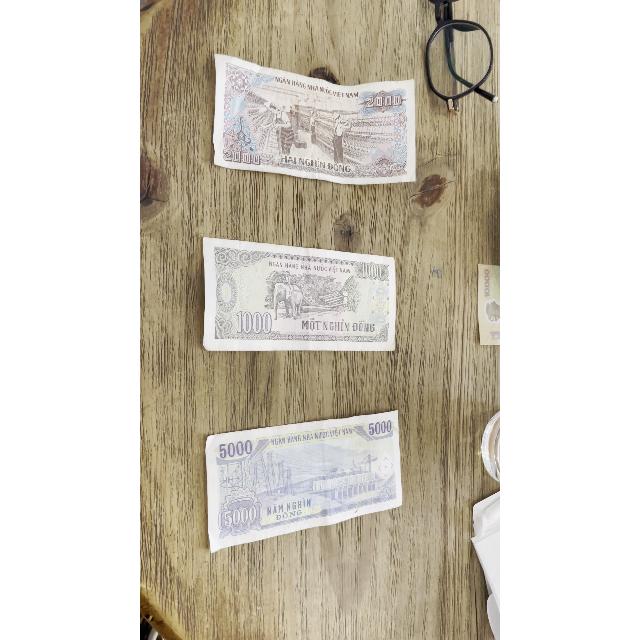 NGÂN HÀNG NHÀ NƯỚC VIỆT NAM
2000
2000
HAI NGHÌN ĐỒNG
NGÂN HÀNG NHÀ NƯỚC VIỆT NAM
1000
1000
MỘT NGHÌN ĐỒNG
10000
5000
NGÂN HÀNG NHÀ NƯỚC VIỆT NAM
5000
5000
NĂM NGHÌN
ĐỒNG